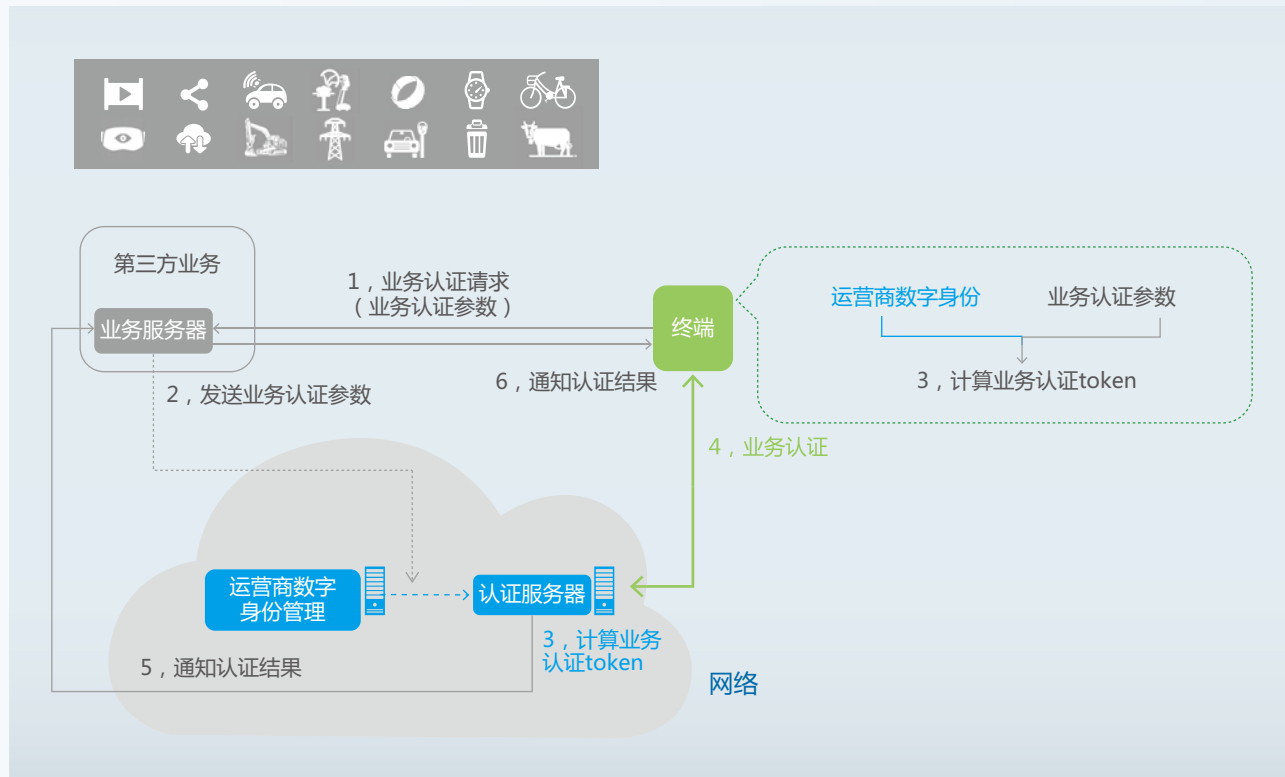 第三方业务
业务服务器
1，业务认证请求
（业务认证参数）
终端
运营商数字身份
业务认证参数
3，计算业务认证token
6，通知认证结果
2，发送业务认证参数
4，业务认证
运营商数字
身份管理
认证服务器
3，计算业务
认证token
5，通知认证结果
网络